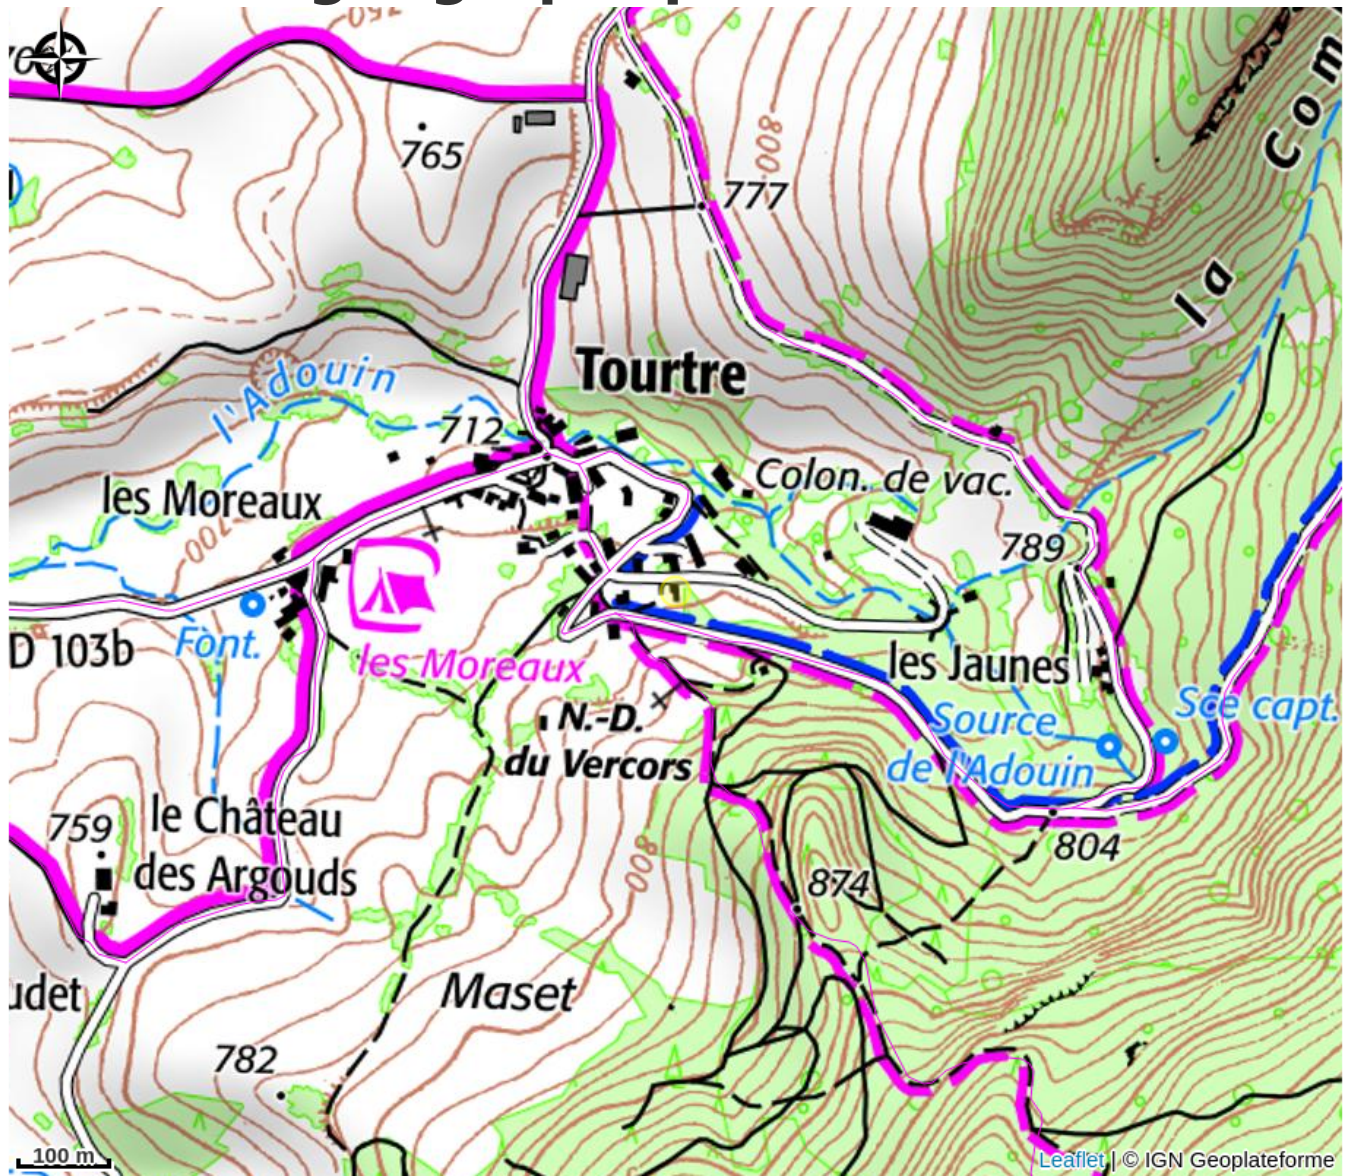 765
800
777
la Com
Tourtre
l'Adouin
712
les Moreaux
700
Colon. de vac.
789
D 103b
Font.
les Moreaux
les Jaunes
N.-D.
du Vercors
Source
de l'Adouin
Sce capt.
759
le Château
des Argouds
800
804
874
udet
Maset
782
100 m
Leaflet | © IGN Geoplateforme